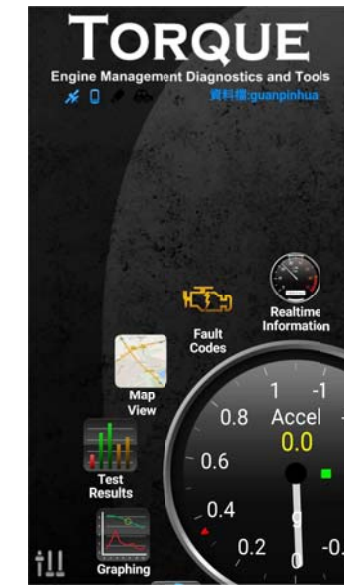 TORQUE
Engine Management Diagnostics and Tools
資料檔:guanpinhua
Realtime
Information
Fault
Codes
Map
View
Test
Results
Graphing
1 -1
0.8 Accel
0.0
0.6
0.4
g
0.2 0 -0.